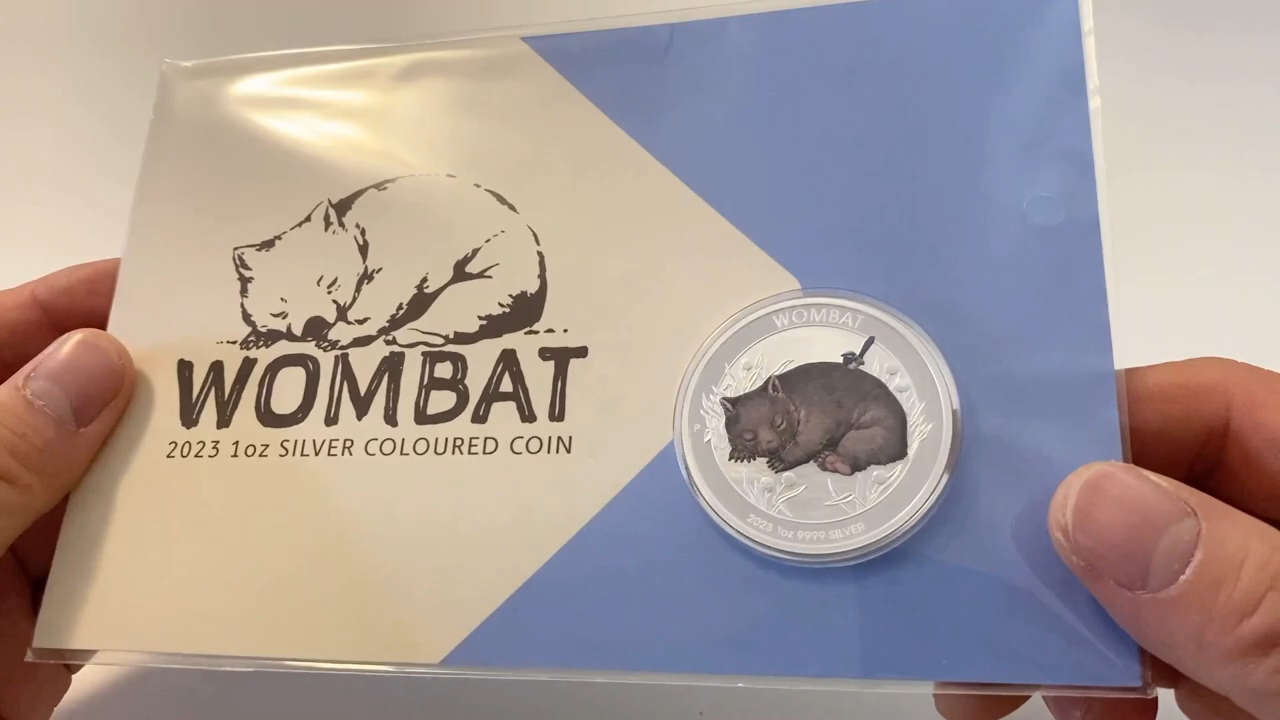 WOMBAT
2023 1oz SILVER COLOURED COIN
WOMBAT
P
2023 1oz 9999 SILVER